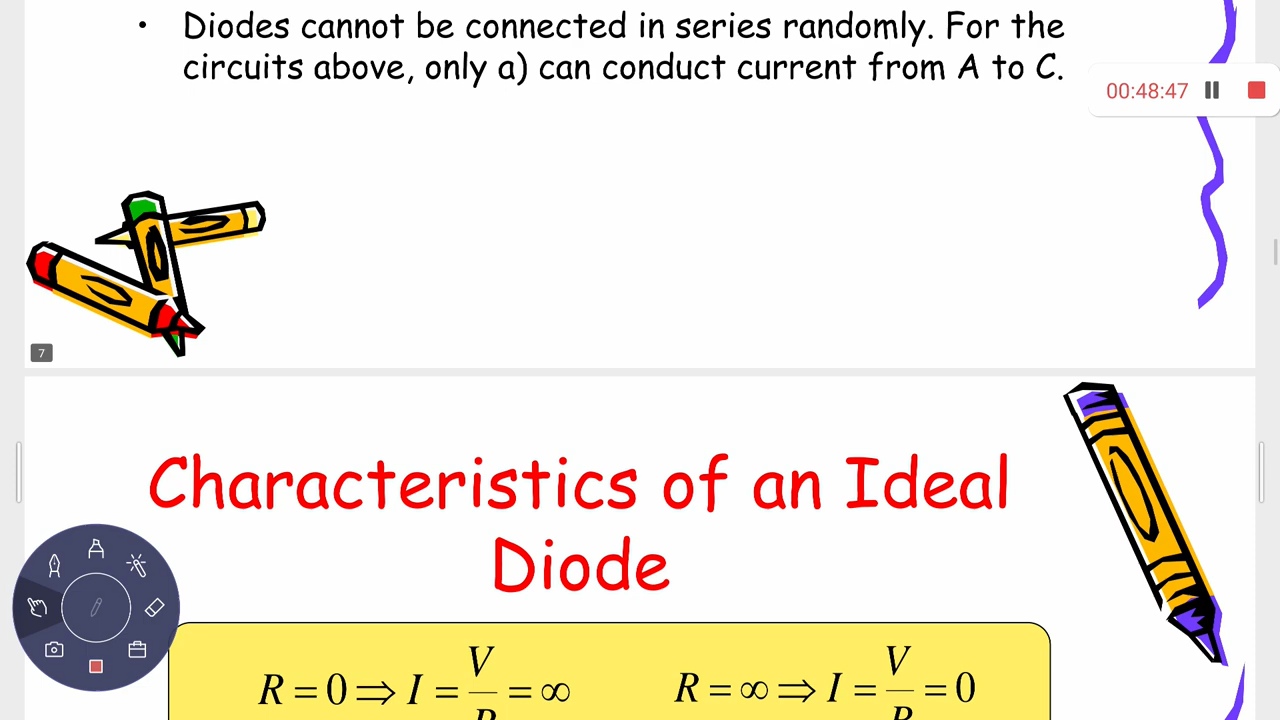 • Diodes cannot be connected in series randomly. For the
circuits above, only a) can conduct current from A to C.
00:48:47
7
Characteristics of an Ideal
Diode
R = 0 ⇒ I = V/R = ∞
R = ∞ ⇒ I = V/R = 0